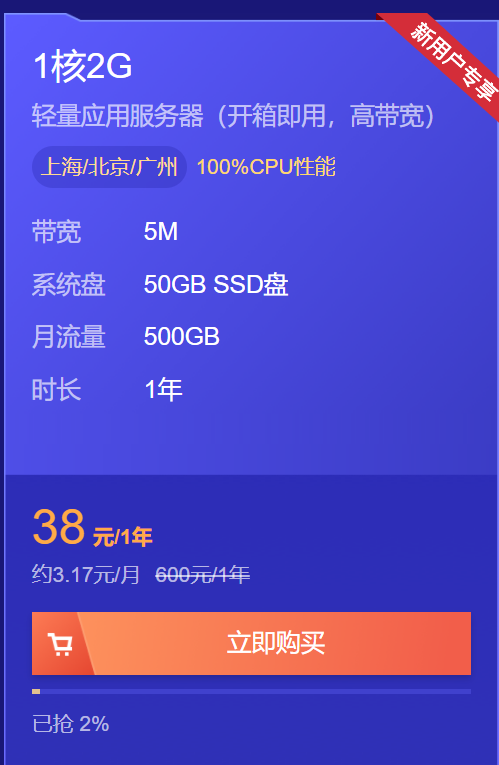 新用户专享
1核2G
轻量应用服务器（开箱即用，高带宽）
上海/北京/广州 100%CPU性能
带宽 5M
系统盘 50GB SSD盘
月流量 500GB
时长 1年
38 元/1年
约3.17元/月 600元/1年
立即购买
已抢 2%